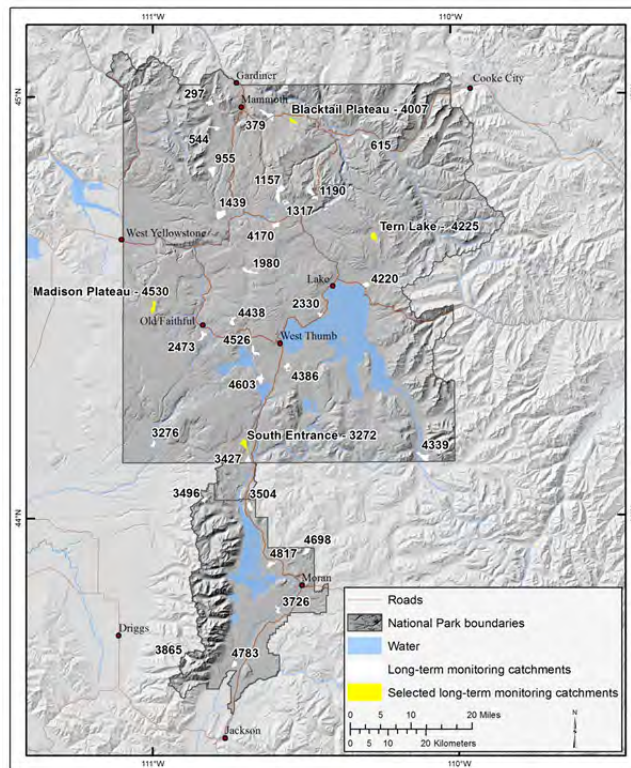 111°W
110°W
Gardiner
Cooke City
45°N
45°N
297
Mammoth
Blacktail Plateau - 4007
379
544
615
955
1157
1190
1439
1317
West Yellowstone
4170
Tern Lake - 4225
1980
Lake
4220
Madison Plateau - 4530
4438
2330
Old Faithful
2473
4526
West Thumb
4603
4386
3276
South Entrance - 3272
3427
4339
3496
3504
44°N
44°N
4698
4817
Moran
3726
Driggs
3865
4783
Jackson
Roads
National Park boundaries
Water
Long-term monitoring catchments
Selected long-term monitoring catchments
0 5 10 20 Miles
0 5 10 20 Kilometers
N
111°W
110°W